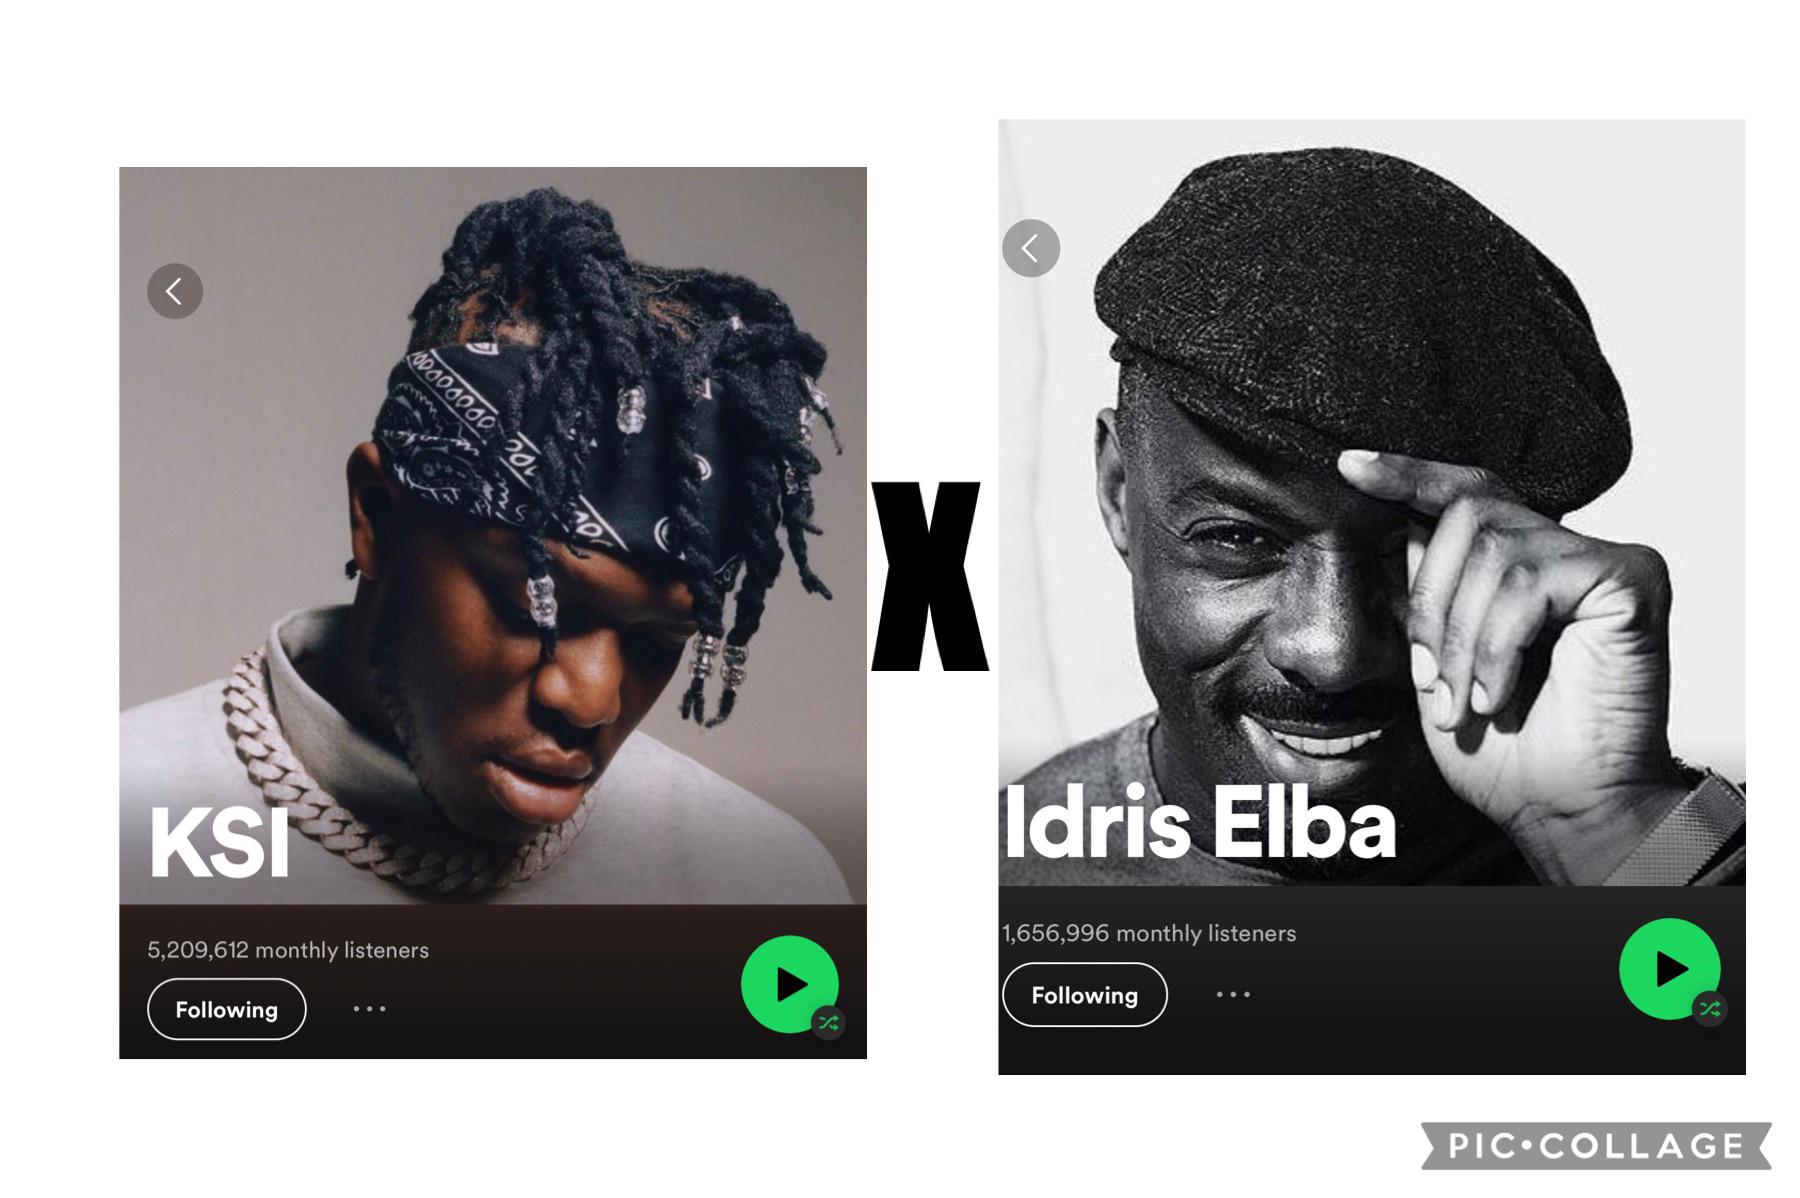 KSI
5,209,612 monthly listeners
Following
X
Idris Elba
1,656,996 monthly listeners
Following
PIC•COLLAGE